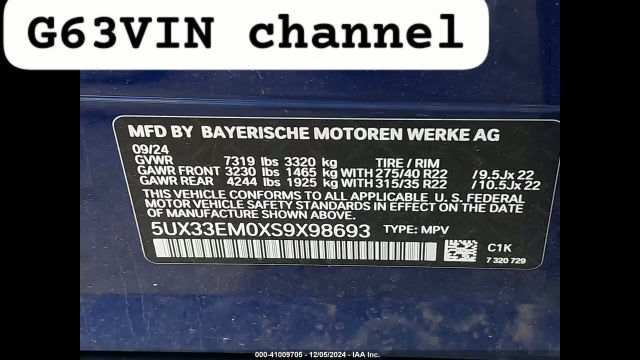 G63VIN channel
MFD BY BAYERISCHE MOTOREN WERKE AG
09/24
GVWR 7319 lbs 3320 kg TIRE / RIM
GAWR FRONT 3230 lbs 1465 kg WITH 275/40 R22 /9.5Jx 22
GAWR REAR 4244 lbs 1925 kg WITH 315/35 R22 /10.5Jx 22
THIS VEHICLE CONFORMS TO ALL APPLICABLE U. S. FEDERAL
MOTOR VEHICLE SAFETY, BUMPER, AND THEFT PREVENTION
STANDARDS IN EFFECT ON THE DATE OF MANUFACTURE SHOWN ABOVE.
5UX33EM0XS9X98693 TYPE: MPV
C1K
7 320 729
000-41009705 - 12/05/2024 - IAA Inc.